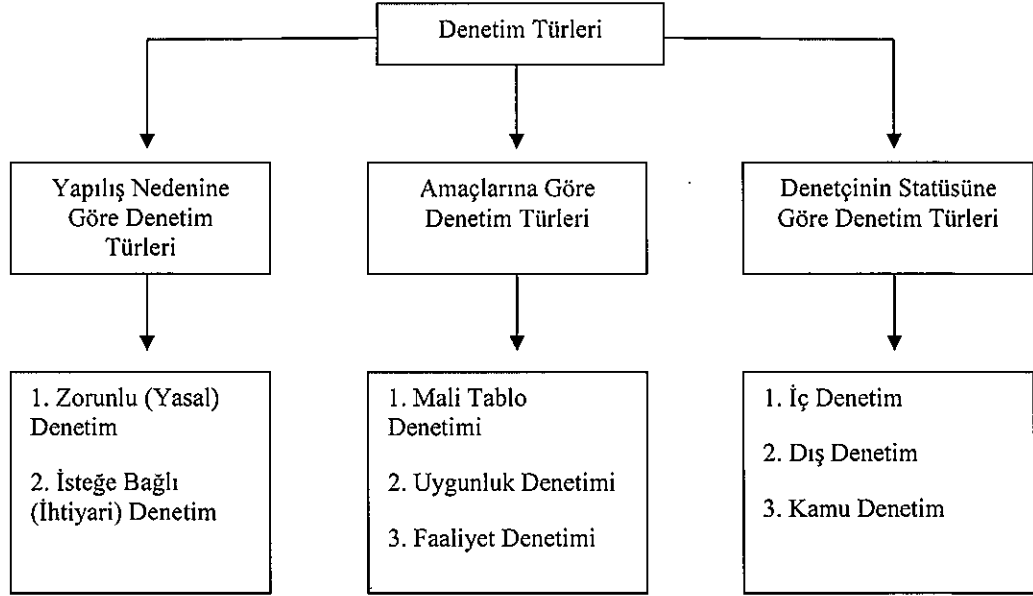 Denetim Türleri
Yapılış Nedenine
Göre Denetim
Türleri
Amaçlarına Göre
Denetim Türleri
Denetçinin Statüsüne
Göre Denetim Türleri
1. Zorunlu (Yasal)
Denetim
2. İsteğe Bağlı
(İhtiyari) Denetim
1. Mali Tablo
Denetimi
2. Uygunluk Denetimi
3. Faaliyet Denetimi
1. İç Denetim
2. Dış Denetim
3. Kamu Denetim